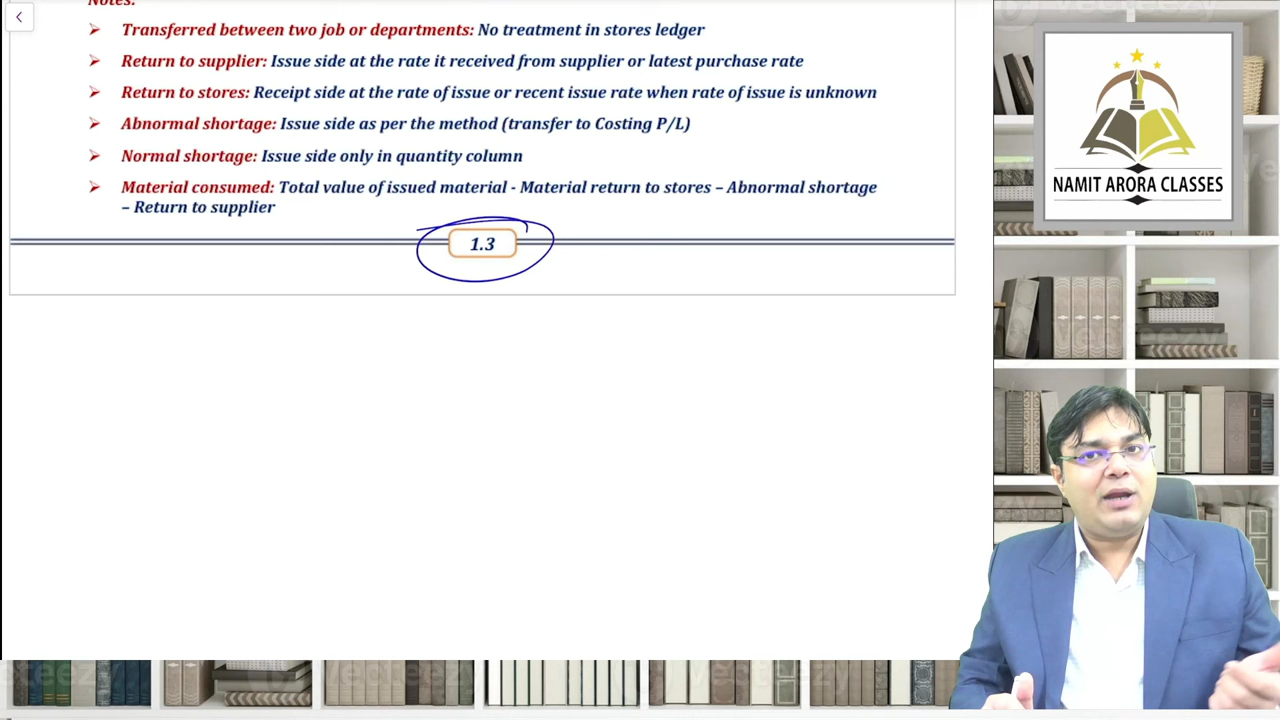 Notes:
➤ Transferred between two job or departments: No treatment in stores ledger
➤ Return to supplier: Issue side at the rate it received from supplier or latest purchase rate
➤ Return to stores: Receipt side at the rate of issue or recent issue rate when rate of issue is unknown
➤ Abnormal shortage: Issue side as per the method (transfer to Costing P/L)
➤ Normal shortage: Issue side only in quantity column
➤ Material consumed: Total value of issued material - Material return to stores – Abnormal shortage
– Return to supplier
1.3
NAMIT ARORA CLASSES
vecteezy